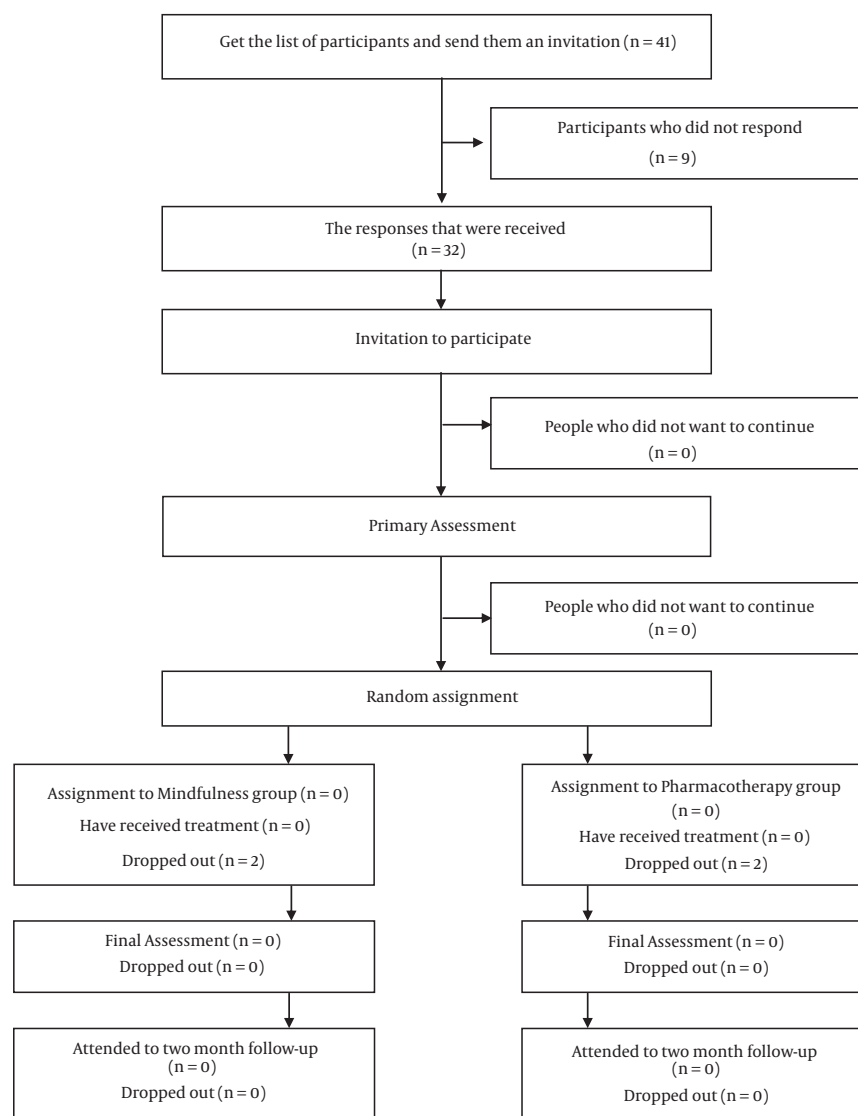 Get the list of participants and send them an invitation (n = 41)
Participants who did not respond
(n = 9)
The responses that were received
(n = 32)
Invitation to participate
People who did not want to continue
(n = 0)
Primary Assessment
People who did not want to continue
(n = 0)
Random assignment
Assignment to Mindfulness group (n = 0)
Have received treatment (n = 0)
Dropped out (n = 2)
Assignment to Pharmacotherapy group
(n = 0)
Have received treatment (n = 0)
Dropped out (n = 2)
Final Assessment (n = 0)
Dropped out (n = 0)
Final Assessment (n = 0)
Dropped out (n = 0)
Attended to two month follow-up
(n = 0)
Dropped out (n = 0)
Attended to two month follow-up
(n = 0)
Dropped out (n = 0)